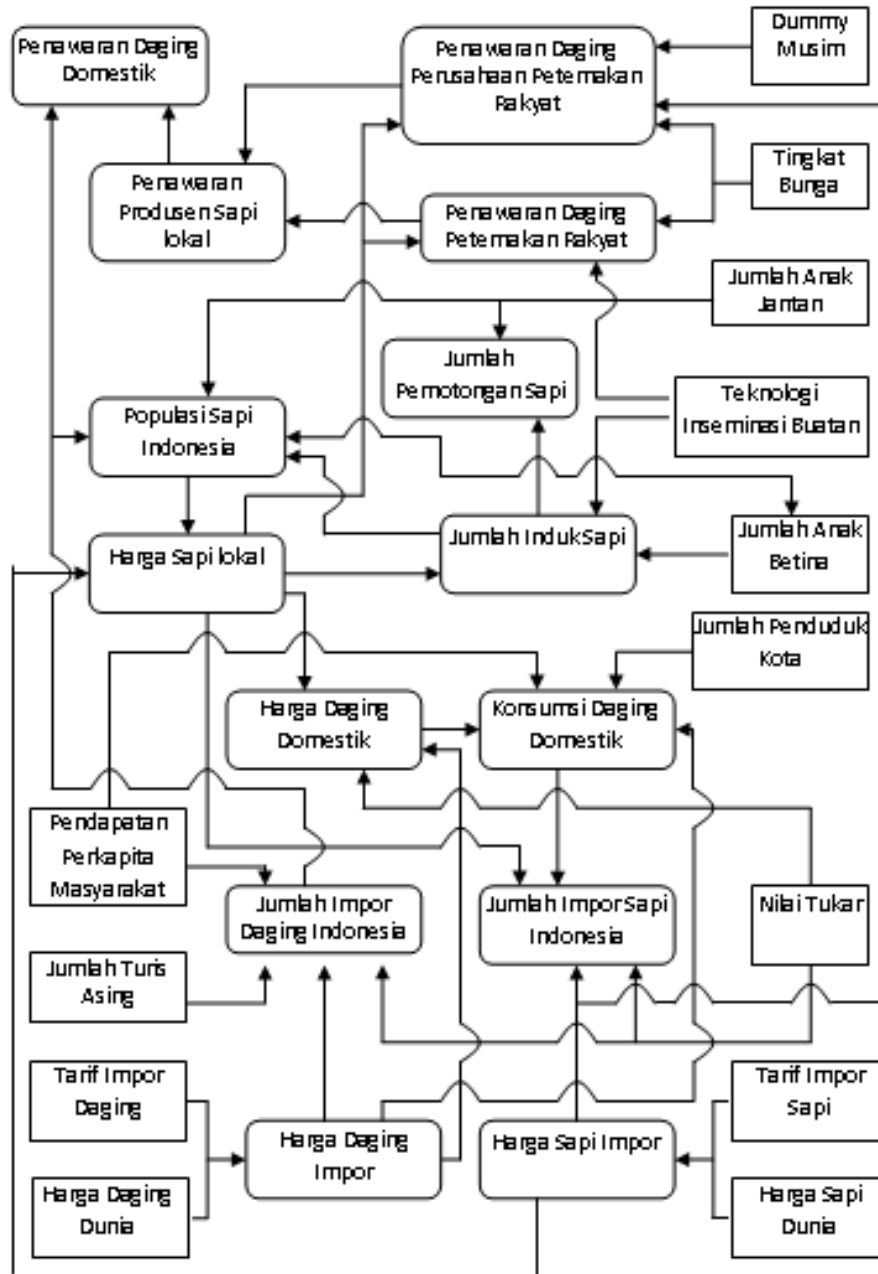 Penawaran Daging
Domestik
Penawaran Daging
Perusahaan Peternakan
Rakyat
Dummy
Musim
Penawaran
Produsen Sapi
lokal
Penawaran Daging
Peternakan Rakyat
Tingkat
Bunga
Jumlah Anak
Jantan
Jumlah
Pemotongan Sapi
Populasi Sapi
Indonesia
Teknologi
Inseminasi Buatan
Harga Sapi lokal
Jumlah Induk Sapi
Jumlah Anak
Betina
Jumlah Penduduk
Kota
Harga Daging
Domestik
Konsumsi Daging
Domestik
Pendapatan
Perkapita
Masyarakat
Jumlah Impor
Daging Indonesia
Jumlah Impor Sapi
Indonesia
Nilai Tukar
Jumlah Turis
Asing
Tarif Impor
Daging
Harga Daging
Impor
Harga Sapi Impor
Tarif Impor
Sapi
Harga Daging
Dunia
Harga Sapi
Dunia